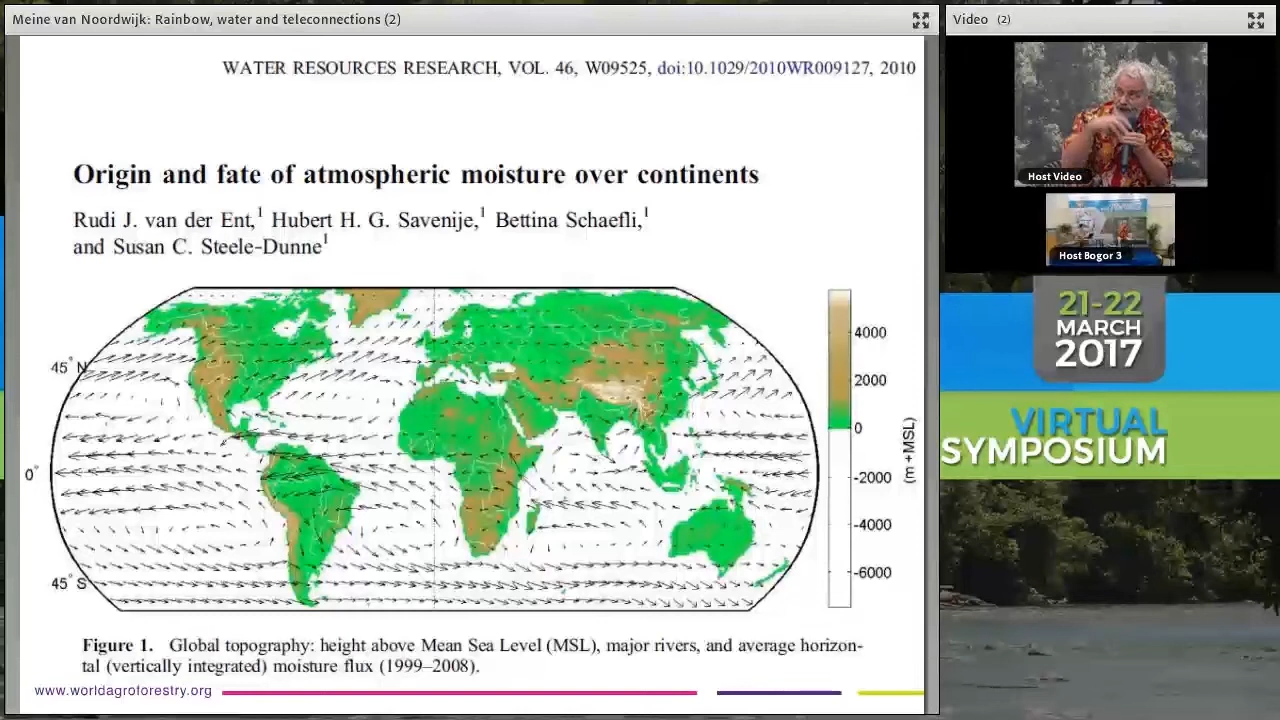 Meine van Noordwijk: Rainbow, water and teleconnections (2)
WATER RESOURCES RESEARCH, VOL. 46, W09525, doi:10.1029/2010WR009127, 2010
Origin and fate of atmospheric moisture over continents
Rudi J. van der Ent,¹ Hubert H. G. Savenije,¹ Bettina Schaefli,¹
and Susan C. Steele-Dunne¹
45° N
0°
45° S
4000
2000
0
-2000
-4000
-6000
(m +MSL)
Figure 1. Global topography: height above Mean Sea Level (MSL), major rivers, and average horizon-
tal (vertically integrated) moisture flux (1999–2008).
www.worldagroforestry.org
Video (2)
Host Video
Host Bogor 3
21-22
MARCH
2017
VIRTUAL
SYMPOSIUM